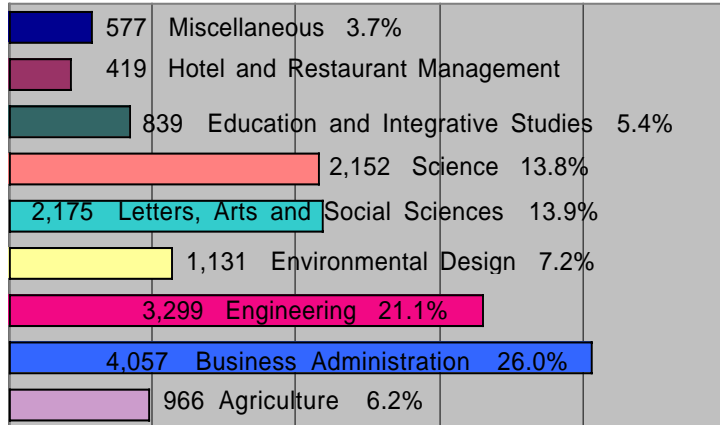 577 Miscellaneous 3.7%
419 Hotel and Restaurant Management
839 Education and Integrative Studies 5.4%
2,152 Science 13.8%
2,175 Letters, Arts and Social Sciences 13.9%
1,131 Environmental Design 7.2%
3,299 Engineering 21.1%
4,057 Business Administration 26.0%
966 Agriculture 6.2%